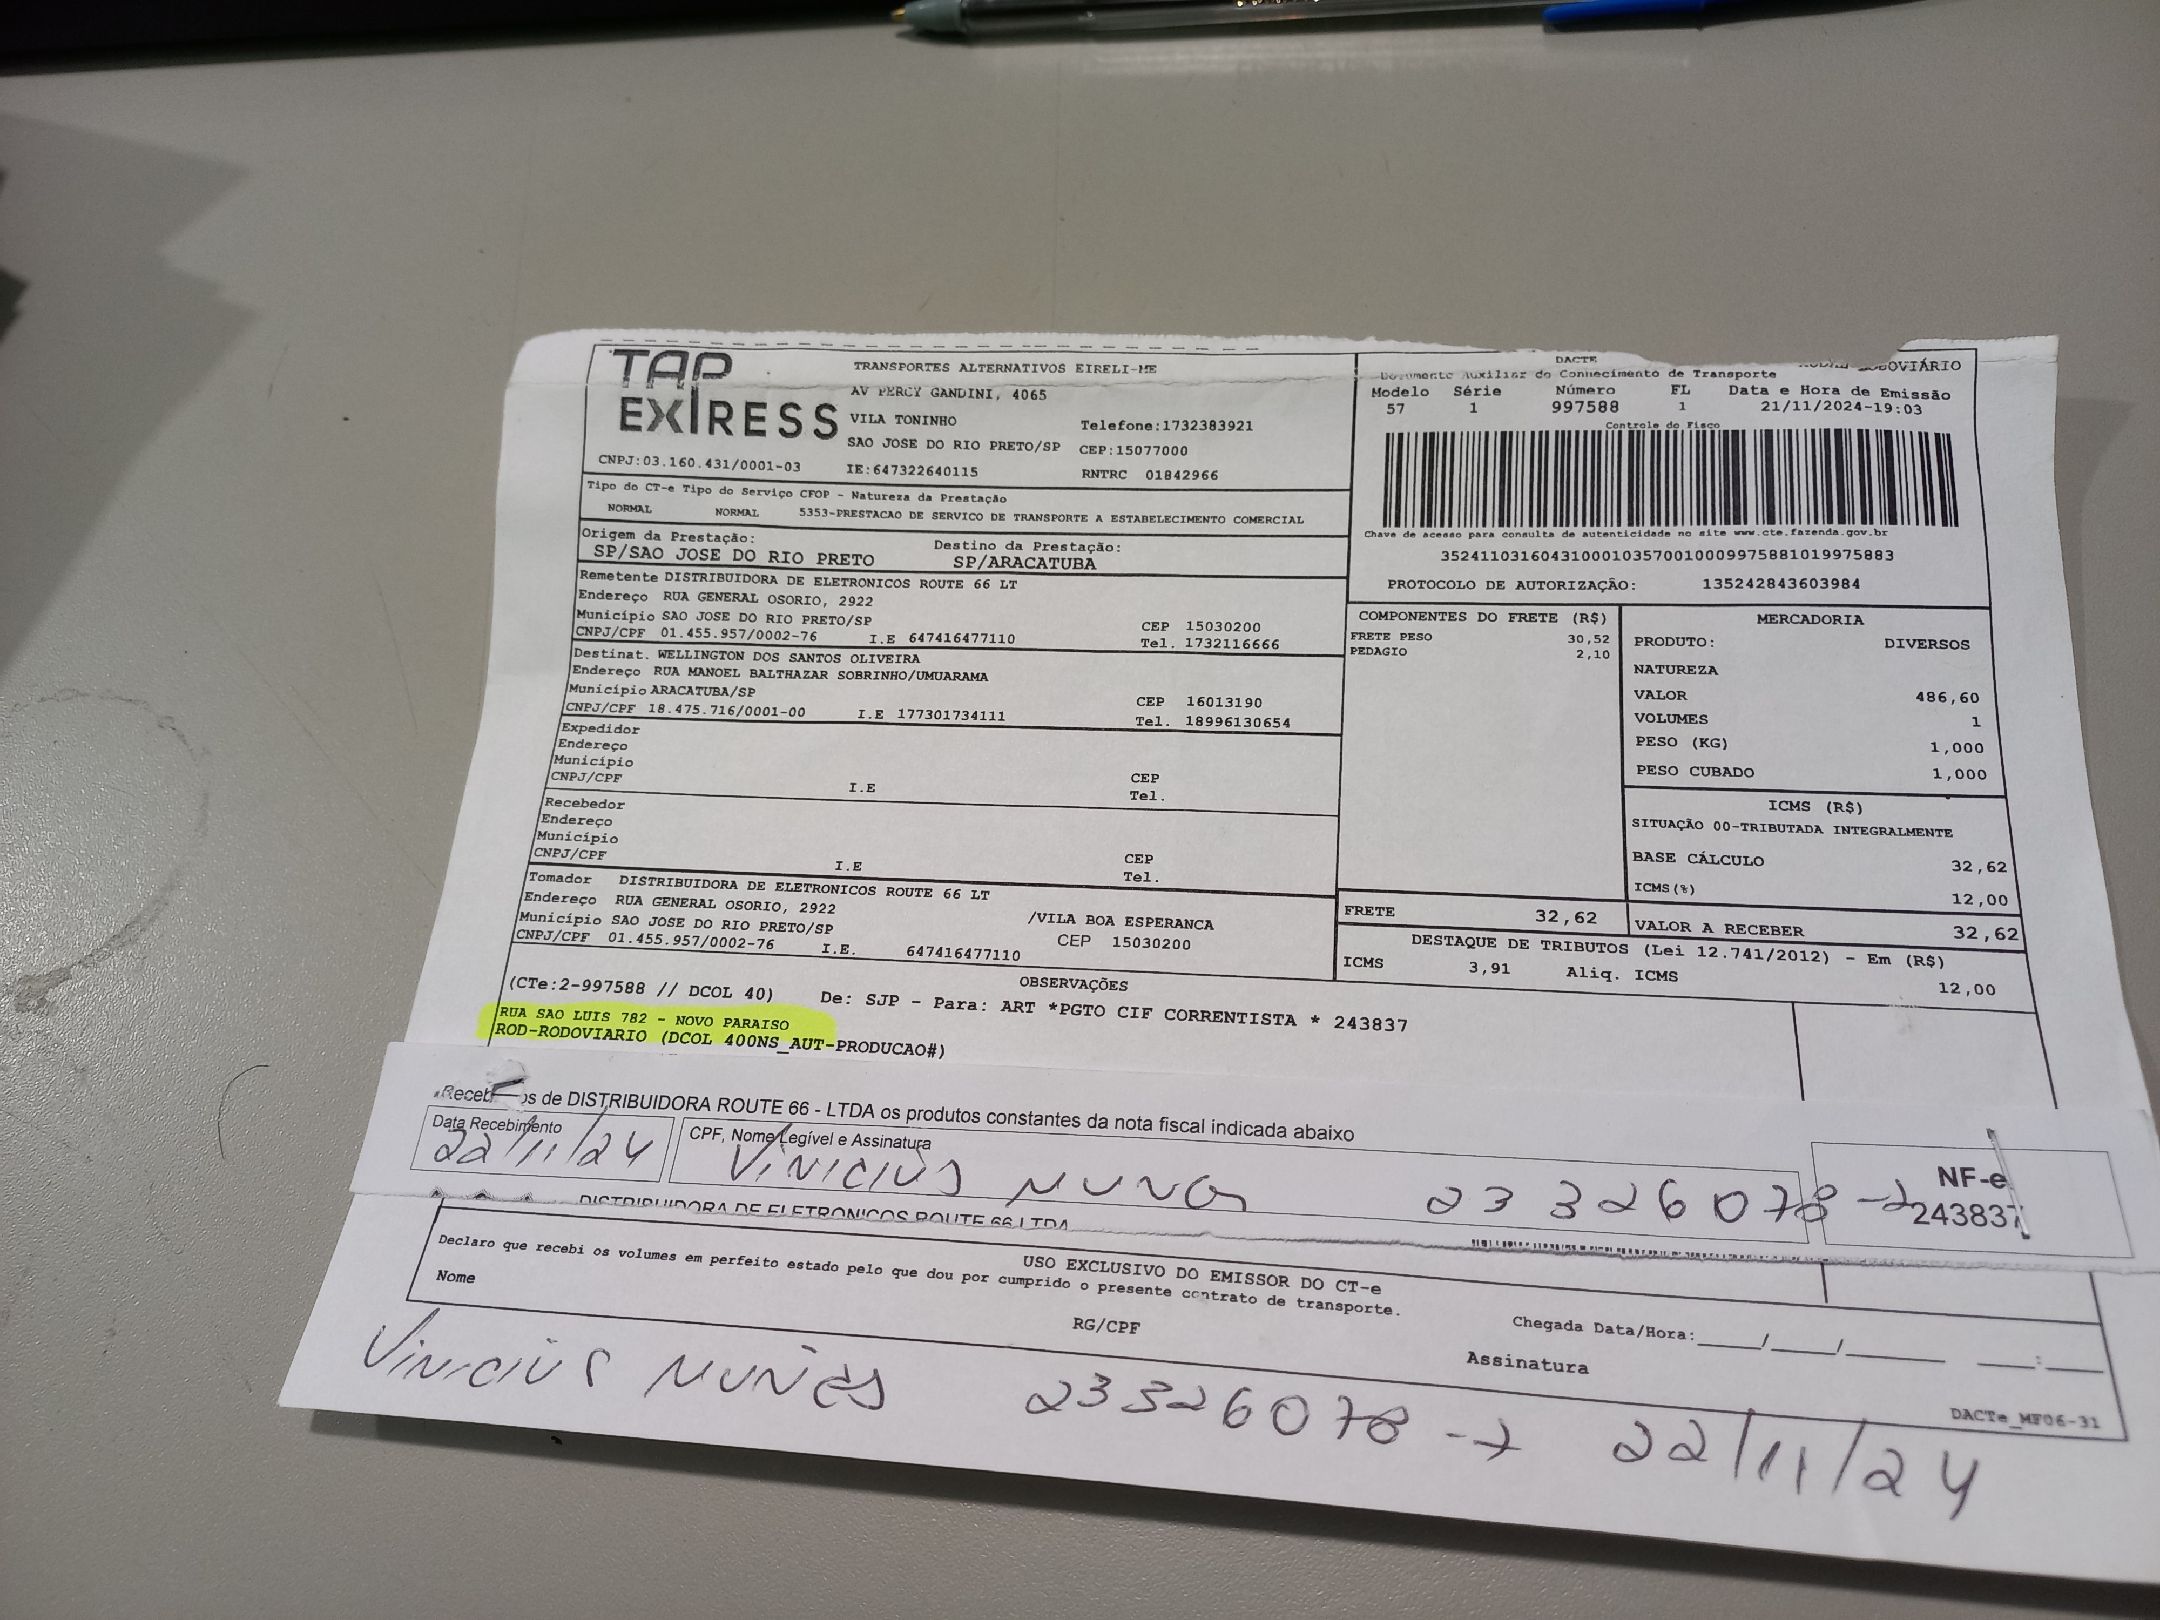 TAP
EXPRESS
TRANSPORTES ALTERNATIVOS EIRELI-ME
AV PERCY GANDINI, 4065
VILA TONINHO Telefone:1732383921
SAO JOSE DO RIO PRETO/SP CEP:15077000
CNPJ:03.160.431/0001-03 IE:647322640115 RNTRC 01842966
Tipo do CT-e Tipo do Serviço CFOP - Natureza da Prestação
NORMAL NORMAL 5353-PRESTACAO DE SERVICO DE TRANSPORTE A ESTABELECIMENTO COMERCIAL
Origem da Prestação: Destino da Prestação:
SP/SAO JOSE DO RIO PRETO SP/ARACATUBA
Remetente DISTRIBUIDORA DE ELETRONICOS ROUTE 66 LT
Endereço RUA GENERAL OSORIO, 2922
Município SAO JOSE DO RIO PRETO/SP CEP 15030200
CNPJ/CPF 01.455.957/0002-76 I.E 647416477110 Tel. 1732116666
Destinat. WELLINGTON DOS SANTOS OLIVEIRA
Endereço RUA MANOEL BALTHAZAR SOBRINHO/UMUARAMA
Município ARACATUBA/SP CEP 16013190
CNPJ/CPF 18.475.716/0001-00 I.E 177301734111 Tel. 18996130654
Expedidor
Endereço
Município CEP
CNPJ/CPF I.E Tel.
Recebedor
Endereço
Município CEP
CNPJ/CPF I.E Tel.
Tomador DISTRIBUIDORA DE ELETRONICOS ROUTE 66 LT
Endereço RUA GENERAL OSORIO, 2922 /VILA BOA ESPERANCA
Município SAO JOSE DO RIO PRETO/SP CEP 15030200
CNPJ/CPF 01.455.957/0002-76 I.E. 647416477110
DACTE RODOVIÁRIO
Documento Auxiliar do Conhecimento de Transporte
Modelo Série Número FL Data e Hora de Emissão
57 1 997588 1 21/11/2024-19:03
Controle do Fisco
Chave de acesso para consulta de autenticidade no site www.cte.fazenda.gov.br
35241103160431000103570010009975881019975883
PROTOCOLO DE AUTORIZAÇÃO: 135242843603984
COMPONENTES DO FRETE (R$)
FRETE PESO 30,52
PEDAGIO 2,10
MERCADORIA
PRODUTO: DIVERSOS
NATUREZA
VALOR 486,60
VOLUMES 1
PESO (KG) 1,000
PESO CUBADO 1,000
ICMS (R$)
SITUAÇÃO 00-TRIBUTADA INTEGRALMENTE
BASE CÁLCULO 32,62
ICMS(%) 12,00
FRETE 32,62 VALOR A RECEBER 32,62
DESTAQUE DE TRIBUTOS (Lei 12.741/2012) - Em (R$)
ICMS 3,91 Aliq. ICMS 12,00
OBSERVAÇÕES
(CTe:2-997588 // DCOL 40) De: SJP - Para: ART *PGTO CIF CORRENTISTA * 243837
RUA SAO LUIS 782 - NOVO PARAISO
ROD-RODOVIARIO (DCOL 400NS_AUT-PRODUCAO#)
os de DISTRIBUIDORA ROUTE 66 - LTDA os produtos constantes da nota fiscal indicada abaixo
Data Recebimento CPF, Nome Legível e Assinatura
22/11/24 VINICIUS NUNES 23 326078-7
NF-e
243837
DISTRIBUIDORA DE ELETRONICOS ROUTE 66 LTDA
USO EXCLUSIVO DO EMISSOR DO CT-e
Declaro que recebi os volumes em perfeito estado pelo que dou por cumprido o presente contrato de transporte.
Nome RG/CPF Assinatura Chegada Data/Hora:____/____/______ ____:____
VINICIUS NUNES 23326078-7 22/11/24
DACTe_MF06-31